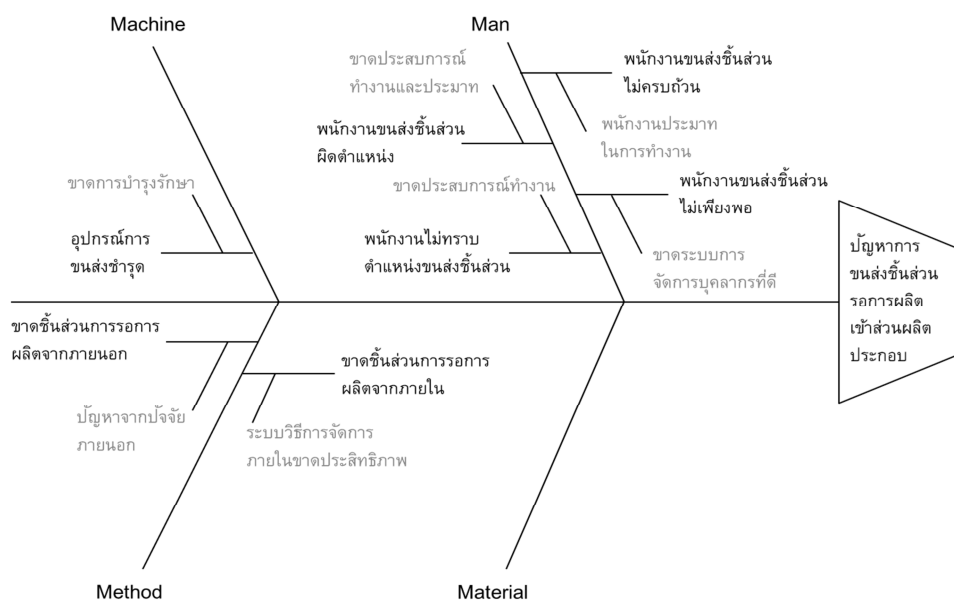 Machine
Man
ขาดประสบการณ์
ทำงานและประมาท
พนักงานขนส่งชิ้นส่วน
ไม่ครบถ้วน
พนักงานขนส่งชิ้นส่วน
ผิดตำแหน่ง
พนักงานประมาท
ในการทำงาน
ขาดการบำรุงรักษา
ขาดประสบการณ์ทำงาน
พนักงานขนส่งชิ้นส่วน
ไม่เพียงพอ
อุปกรณ์การ
ขนส่งชำรุด
พนักงานไม่ทราบ
ตำแหน่งขนส่งชิ้นส่วน
ขาดระบบการ
จัดการบุคลากรที่ดี
ปัญหาการ
ขนส่งชิ้นส่วน
รอการผลิต
เข้าส่วนผลิต
ประกอบ
ขาดชิ้นส่วนการรอการ
ผลิตจากภายนอก
ขาดชิ้นส่วนการรอการ
ผลิตจากภายใน
ปัญหาจากปัจจัย
ภายนอก
ระบบวิธีการจัดการ
ภายในขาดประสิทธิภาพ
Method
Material